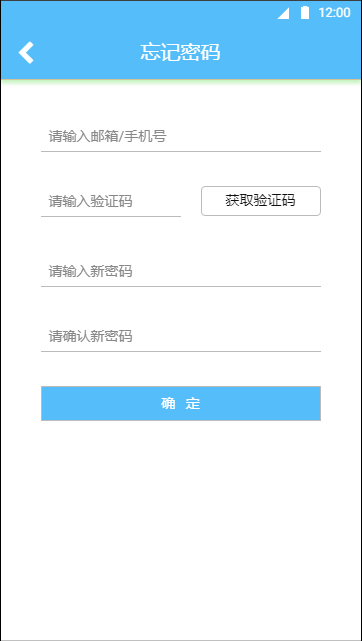 12:00
忘记密码
请输入邮箱/手机号
请输入验证码
获取验证码
请输入新密码
请确认新密码
确 定